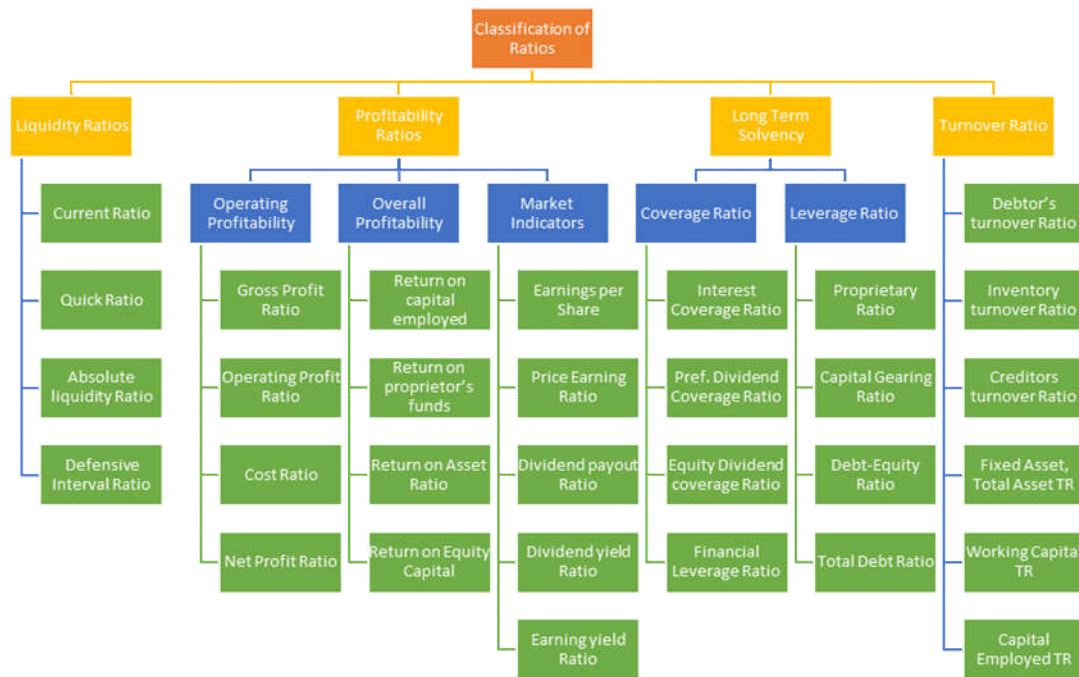 Classification of
Ratios
Liquidity Ratios
Profitability
Ratios
Long Term
Solvency
Turnover Ratio
Current Ratio
Quick Ratio
Absolute
liquidity Ratio
Defensive
Interval Ratio
Operating
Profitability
Gross Profit
Ratio
Operating Profit
Ratio
Cost Ratio
Net Profit Ratio
Overall
Profitability
Return on
capital
employed
Return on
proprietor's
funds
Return on Asset
Ratio
Return on Equity
Capital
Market
Indicators
Earnings per
Share
Price Earning
Ratio
Dividend payout
Ratio
Dividend yield
Ratio
Earning yield
Ratio
Coverage Ratio
Interest
Coverage Ratio
Pref. Dividend
Coverage Ratio
Equity Dividend
coverage Ratio
Financial
Leverage Ratio
Leverage Ratio
Proprietary
Ratio
Capital Gearing
Ratio
Debt-Equity
Ratio
Total Debt Ratio
Debtor's
turnover Ratio
Inventory
turnover Ratio
Creditors
turnover Ratio
Fixed Asset,
Total Asset TR
Working Capital
TR
Capital
Employed TR